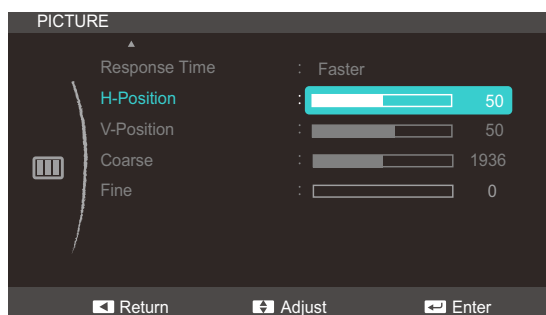 PICTURE
Response Time : Faster
H-Position : 50
V-Position : 50
Coarse : 1936
Fine : 0
Return Adjust Enter